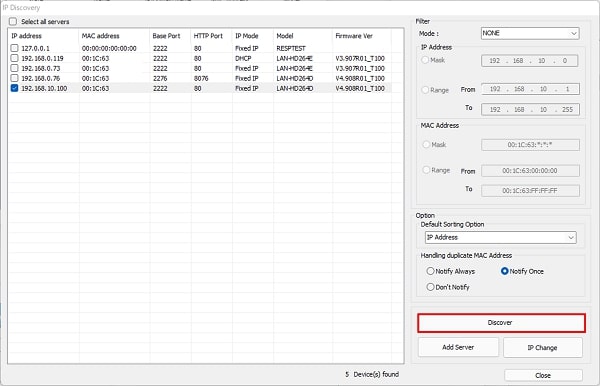 IP Discovery
Select all servers
IP address MAC address Base Port HTTP Port IP Mode Model Firmware Ver
127.0.0.1 00:00:00:00:00:00 2222 80 Fixed IP RESPTEST
192.168.0.119 00:1C:63 2222 80 DHCP LAN-HD264E V3.907R01_T100
192.168.0.73 00:1C:63 2222 80 Fixed IP LAN-HD264E V3.907R01_T100
192.168.0.76 00:1C:63 2276 8076 Fixed IP LAN-HD264D V4.908R01_T100
192.168.10.100 00:1C:63 2222 80 Fixed IP LAN-HD264D V4.908R01_T100
5 Device(s) found
Filter
Mode : NONE
IP Address
Mask 192 . 168 . 10 . 0
Range From 192 . 168 . 10 . 1
To 192 . 168 . 10 . 255
MAC Address
Mask 00:1C:63:*:*:*
Range From 00:1C:63:00:00:00
To 00:1C:63:FF:FF:FF
Option
Default Sorting Option
IP Address
Handling duplicate MAC Address
Notify Always Notify Once
Don't Notify
Discover
Add Server IP Change
Close